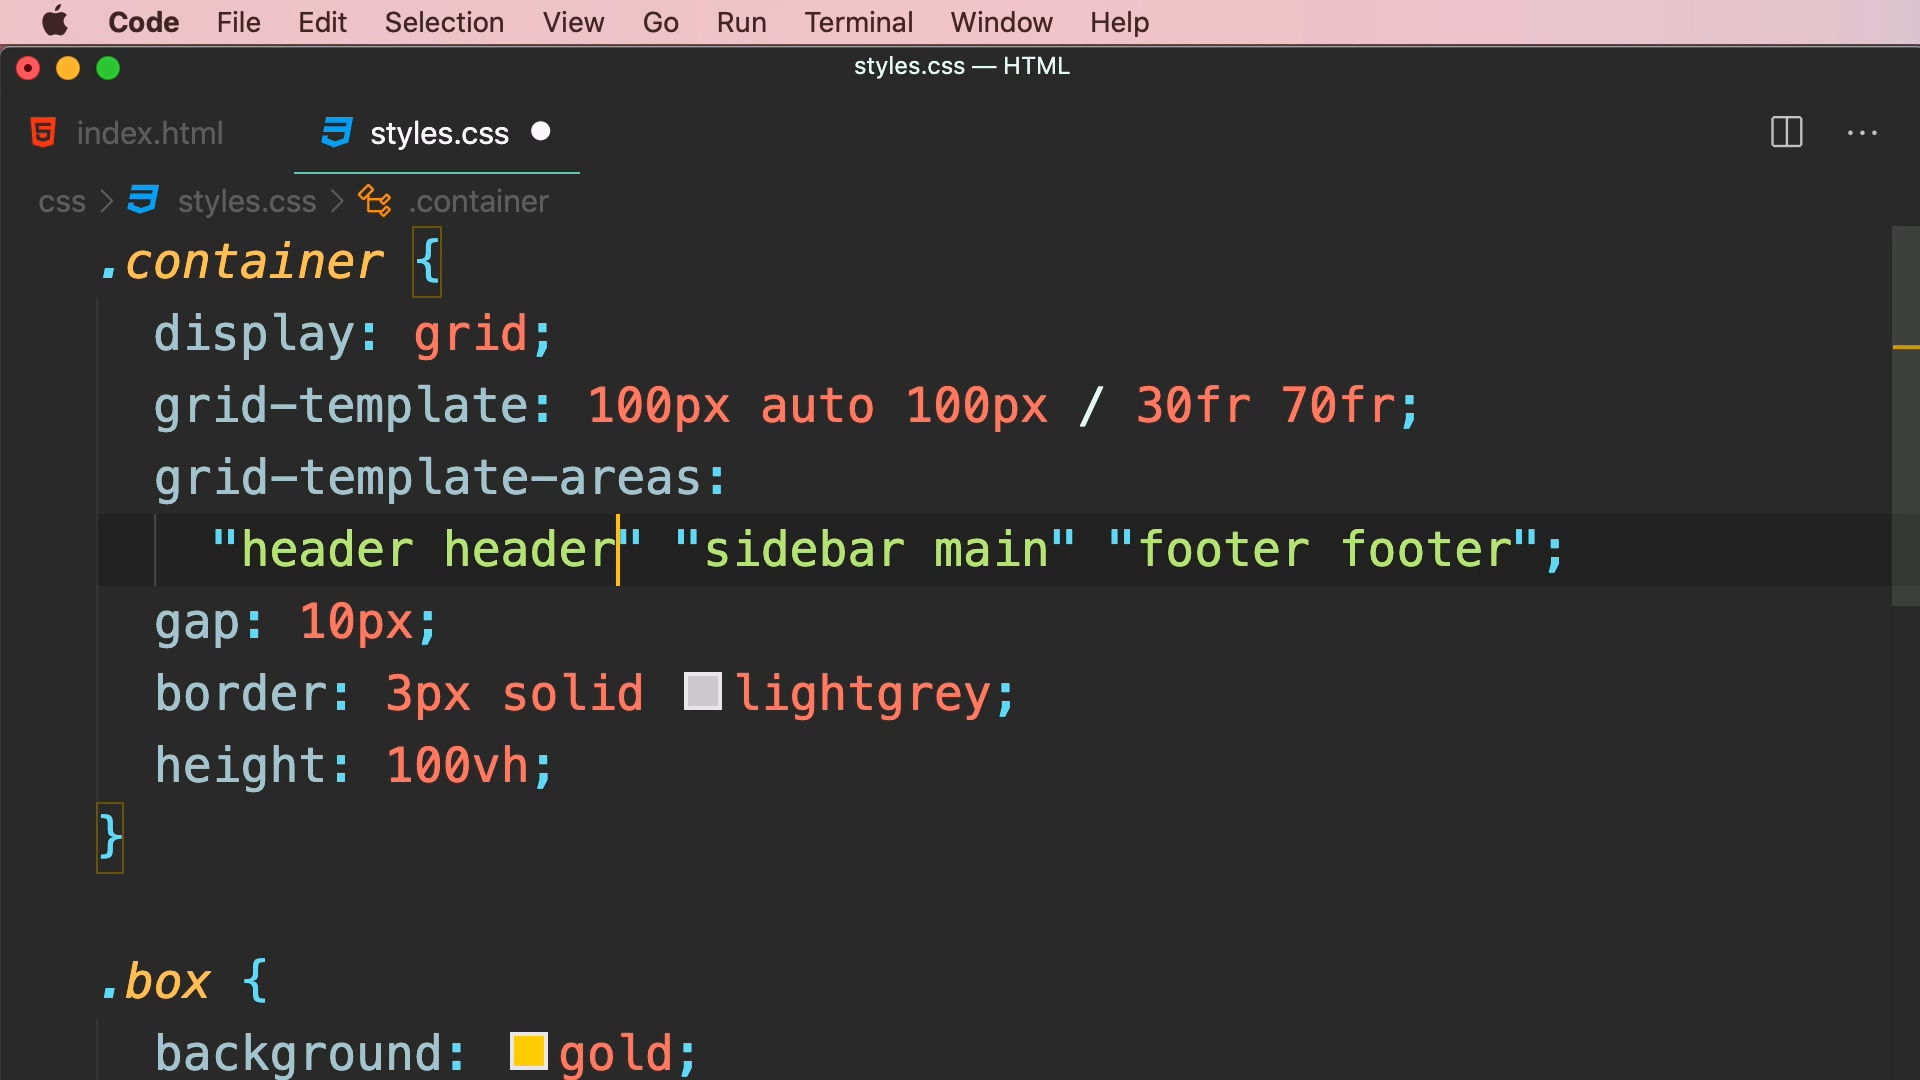 Code File Edit Selection View Go Run Terminal Window Help
styles.css — HTML
index.html styles.css
css > styles.css > .container
.container {
display: grid;
grid-template: 100px auto 100px / 30fr 70fr;
grid-template-areas:
"header header" "sidebar main" "footer footer";
gap: 10px;
border: 3px solid lightgrey;
height: 100vh;
}
.box {
background: gold;